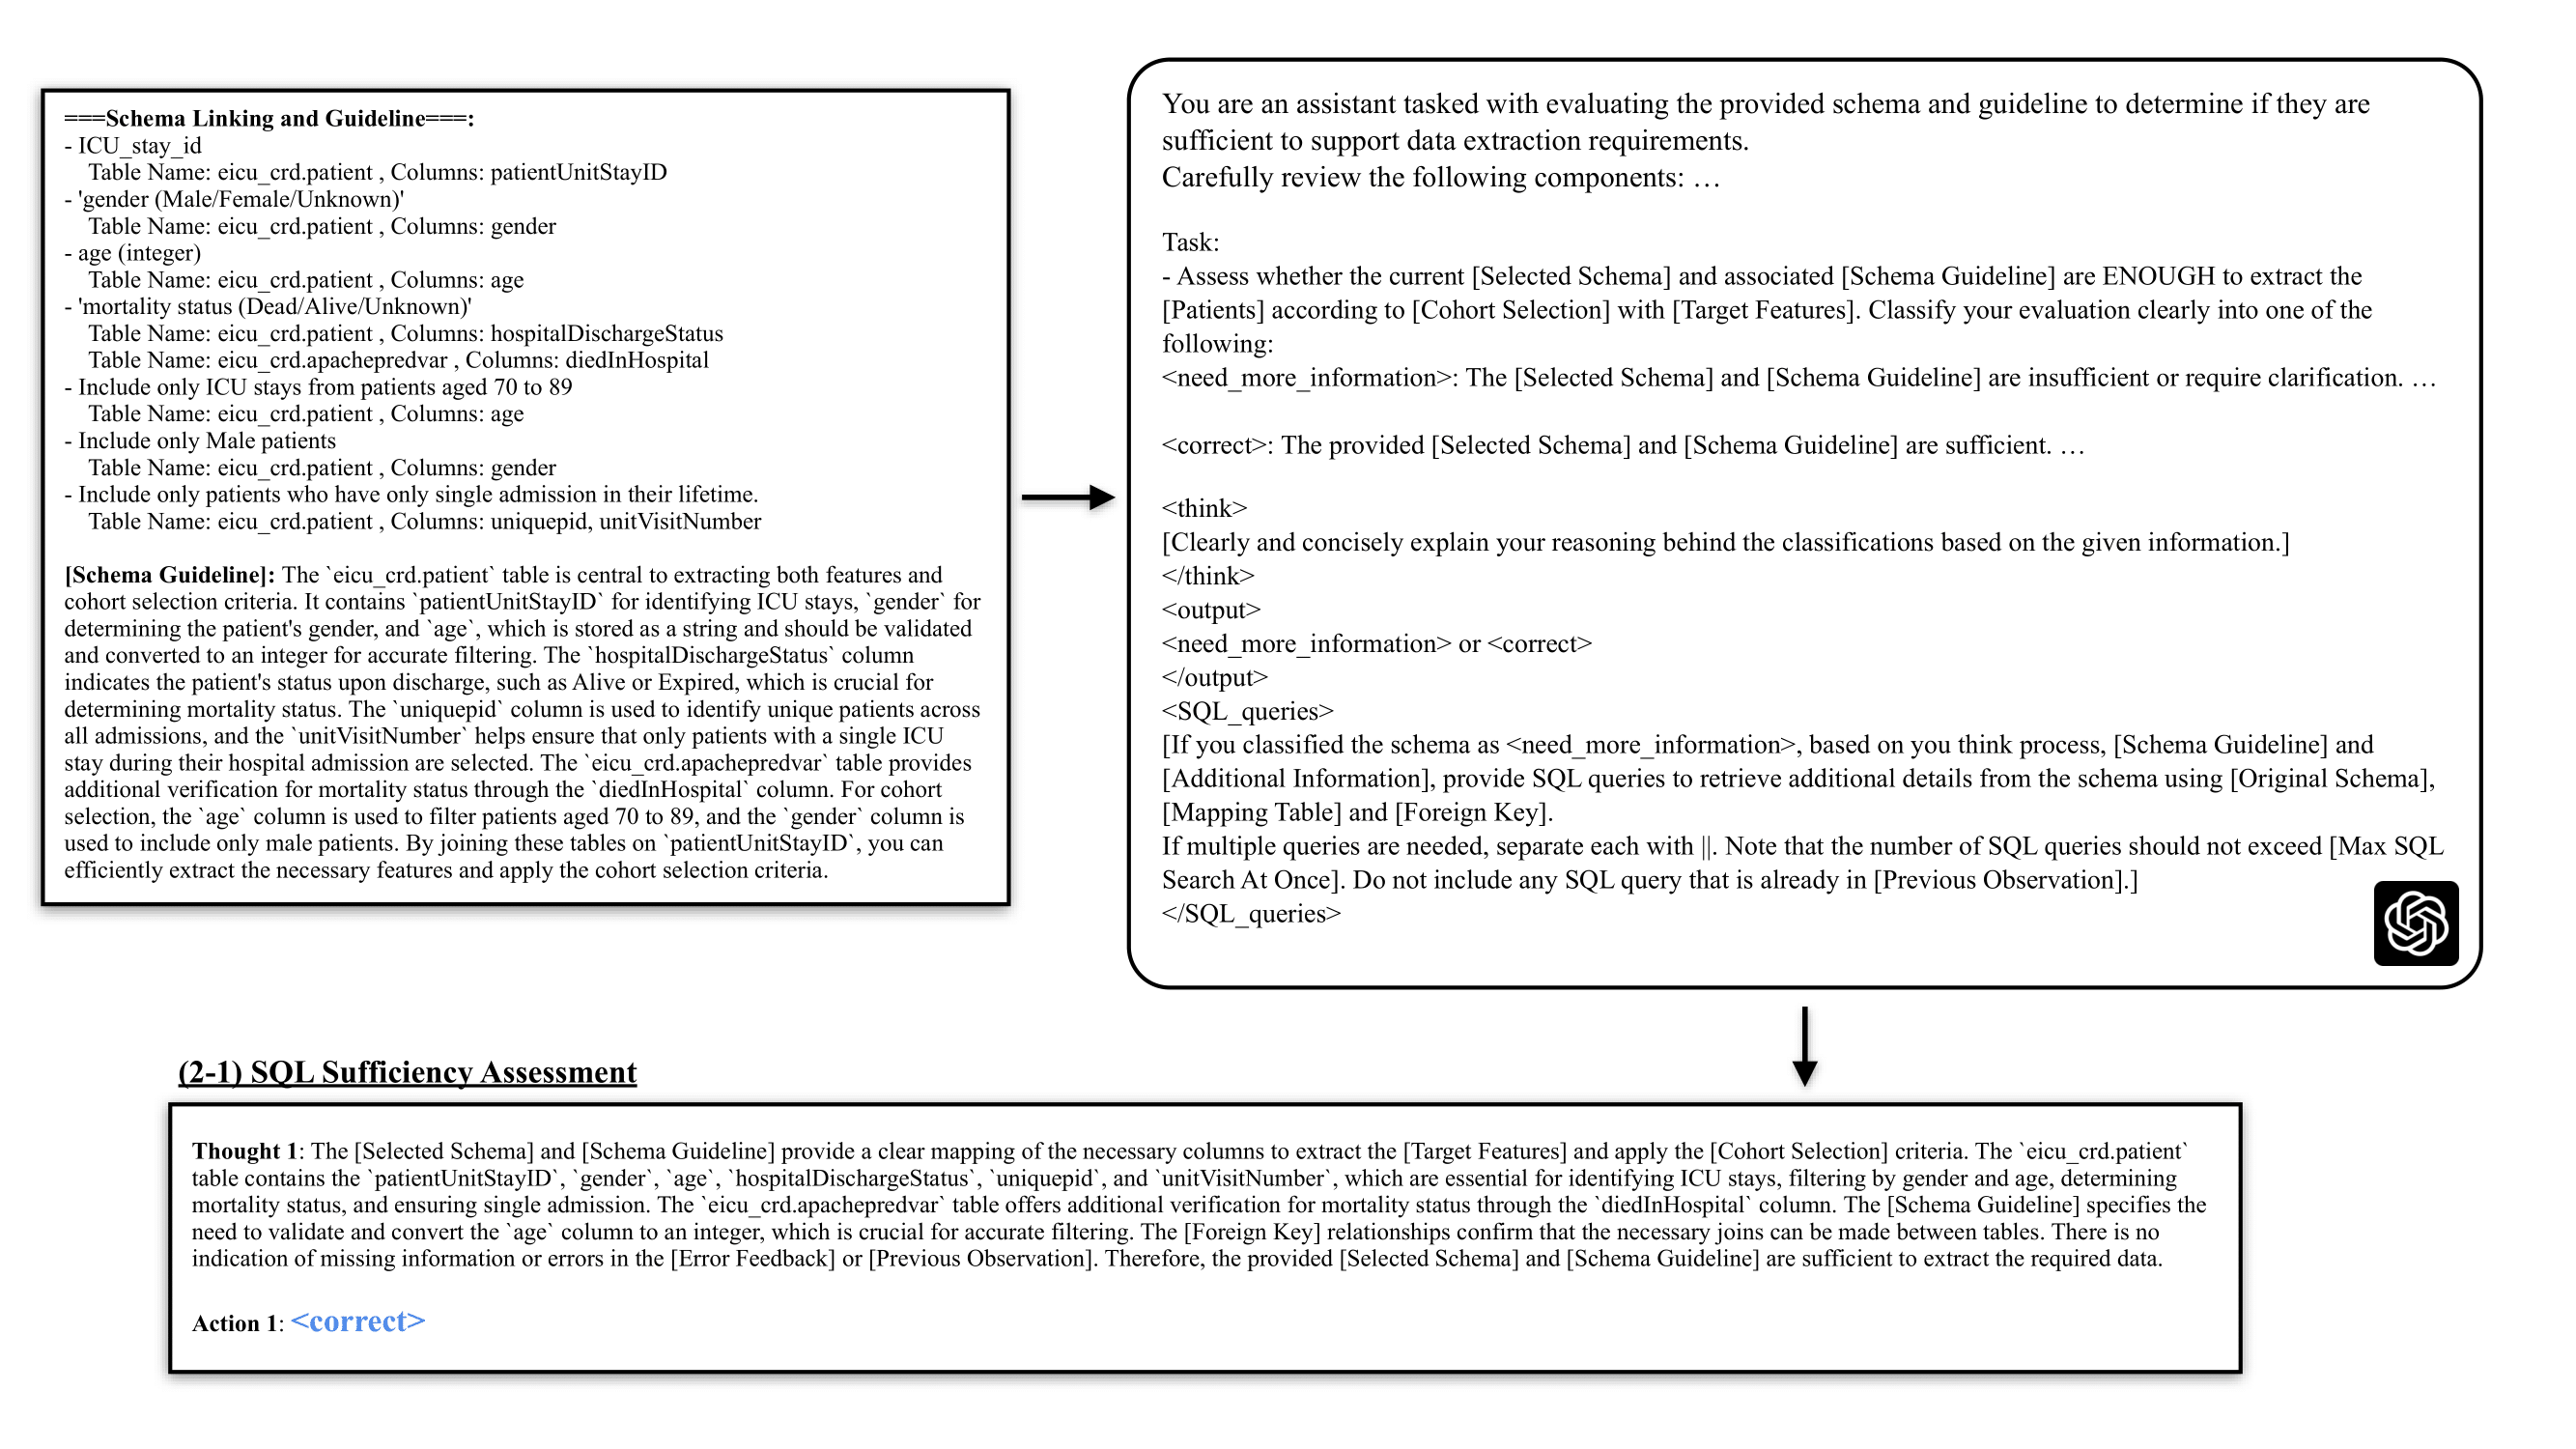 ===Schema Linking and Guideline===:
- ICU_stay_id
Table Name: eicu_crd.patient , Columns: patientUnitStayID
- 'gender (Male/Female/Unknown)'
Table Name: eicu_crd.patient , Columns: gender
- age (integer)
Table Name: eicu_crd.patient , Columns: age
- 'mortality status (Dead/Alive/Unknown)'
Table Name: eicu_crd.patient , Columns: hospitalDischargeStatus
Table Name: eicu_crd.apachepredvar , Columns: diedInHospital
- Include only ICU stays from patients aged 70 to 89
Table Name: eicu_crd.patient , Columns: age
- Include only Male patients
Table Name: eicu_crd.patient , Columns: gender
- Include only patients who have only single admission in their lifetime.
Table Name: eicu_crd.patient , Columns: uniquepid, unitVisitNumber
[Schema Guideline]: The `eicu_crd.patient` table is central to extracting both features and
cohort selection criteria. It contains `patientUnitStayID` for identifying ICU stays, `gender` for
determining the patient's gender, and `age`, which is stored as a string and should be validated
and converted to an integer for accurate filtering. The `hospitalDischargeStatus` column
indicates the patient's status upon discharge, such as Alive or Expired, which is crucial for
determining mortality status. The `uniquepid` column is used to identify unique patients across
all admissions, and the `unitVisitNumber` helps ensure that only patients with a single ICU
stay during their hospital admission are selected. The `eicu_crd.apachepredvar` table provides
additional verification for mortality status through the `diedInHospital` column. For cohort
selection, the `age` column is used to filter patients aged 70 to 89, and the `gender` column is
used to include only male patients. By joining these tables on `patientUnitStayID`, you can
efficiently extract the necessary features and apply the cohort selection criteria.
You are an assistant tasked with evaluating the provided schema and guideline to determine if they are
sufficient to support data extraction requirements.
Carefully review the following components: …
Task:
- Assess whether the current [Selected Schema] and associated [Schema Guideline] are ENOUGH to extract the
[Patients] according to [Cohort Selection] with [Target Features]. Classify your evaluation clearly into one of the
following:
<need_more_information>: The [Selected Schema] and [Schema Guideline] are insufficient or require clarification. …
<correct>: The provided [Selected Schema] and [Schema Guideline] are sufficient. …
<think>
[Clearly and concisely explain your reasoning behind the classifications based on the given information.]
</think>
<output>
<need_more_information> or <correct>
</output>
<SQL_queries>
[If you classified the schema as <need_more_information>, based on you think process, [Schema Guideline] and
[Additional Information], provide SQL queries to retrieve additional details from the schema using [Original Schema],
[Mapping Table] and [Foreign Key].
If multiple queries are needed, separate each with ||. Note that the number of SQL queries should not exceed [Max SQL
Search At Once]. Do not include any SQL query that is already in [Previous Observation].]
</SQL_queries>
(2-1) SQL Sufficiency Assessment
Thought 1: The [Selected Schema] and [Schema Guideline] provide a clear mapping of the necessary columns to extract the [Target Features] and apply the [Cohort Selection] criteria. The `eicu_crd.patient`
table contains the `patientUnitStayID`, `gender`, `age`, `hospitalDischargeStatus`, `uniquepid`, and `unitVisitNumber`, which are essential for identifying ICU stays, filtering by gender and age, determining
mortality status, and ensuring single admission. The `eicu_crd.apachepredvar` table offers additional verification for mortality status through the `diedInHospital` column. The [Schema Guideline] specifies the
need to validate and convert the `age` column to an integer, which is crucial for accurate filtering. The [Foreign Key] relationships confirm that the necessary joins can be made between tables. There is no
indication of missing information or errors in the [Error Feedback] or [Previous Observation]. Therefore, the provided [Selected Schema] and [Schema Guideline] are sufficient to extract the required data.
Action 1: <correct>